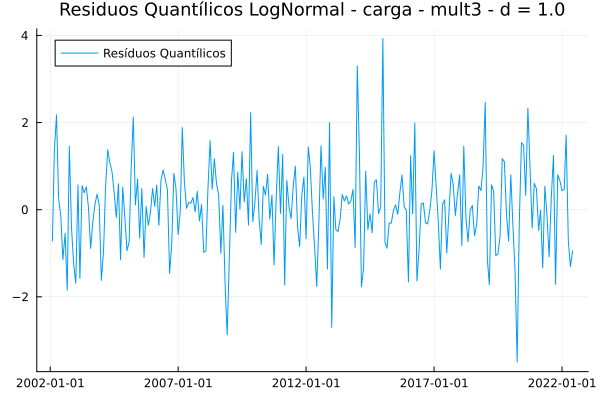 Residuos Quantílicos LogNormal - carga - mult3 - d = 1.0
4
Resíduos Quantílicos
2
0
−2
2002-01-01 2007-01-01 2012-01-01 2017-01-01 2022-01-01